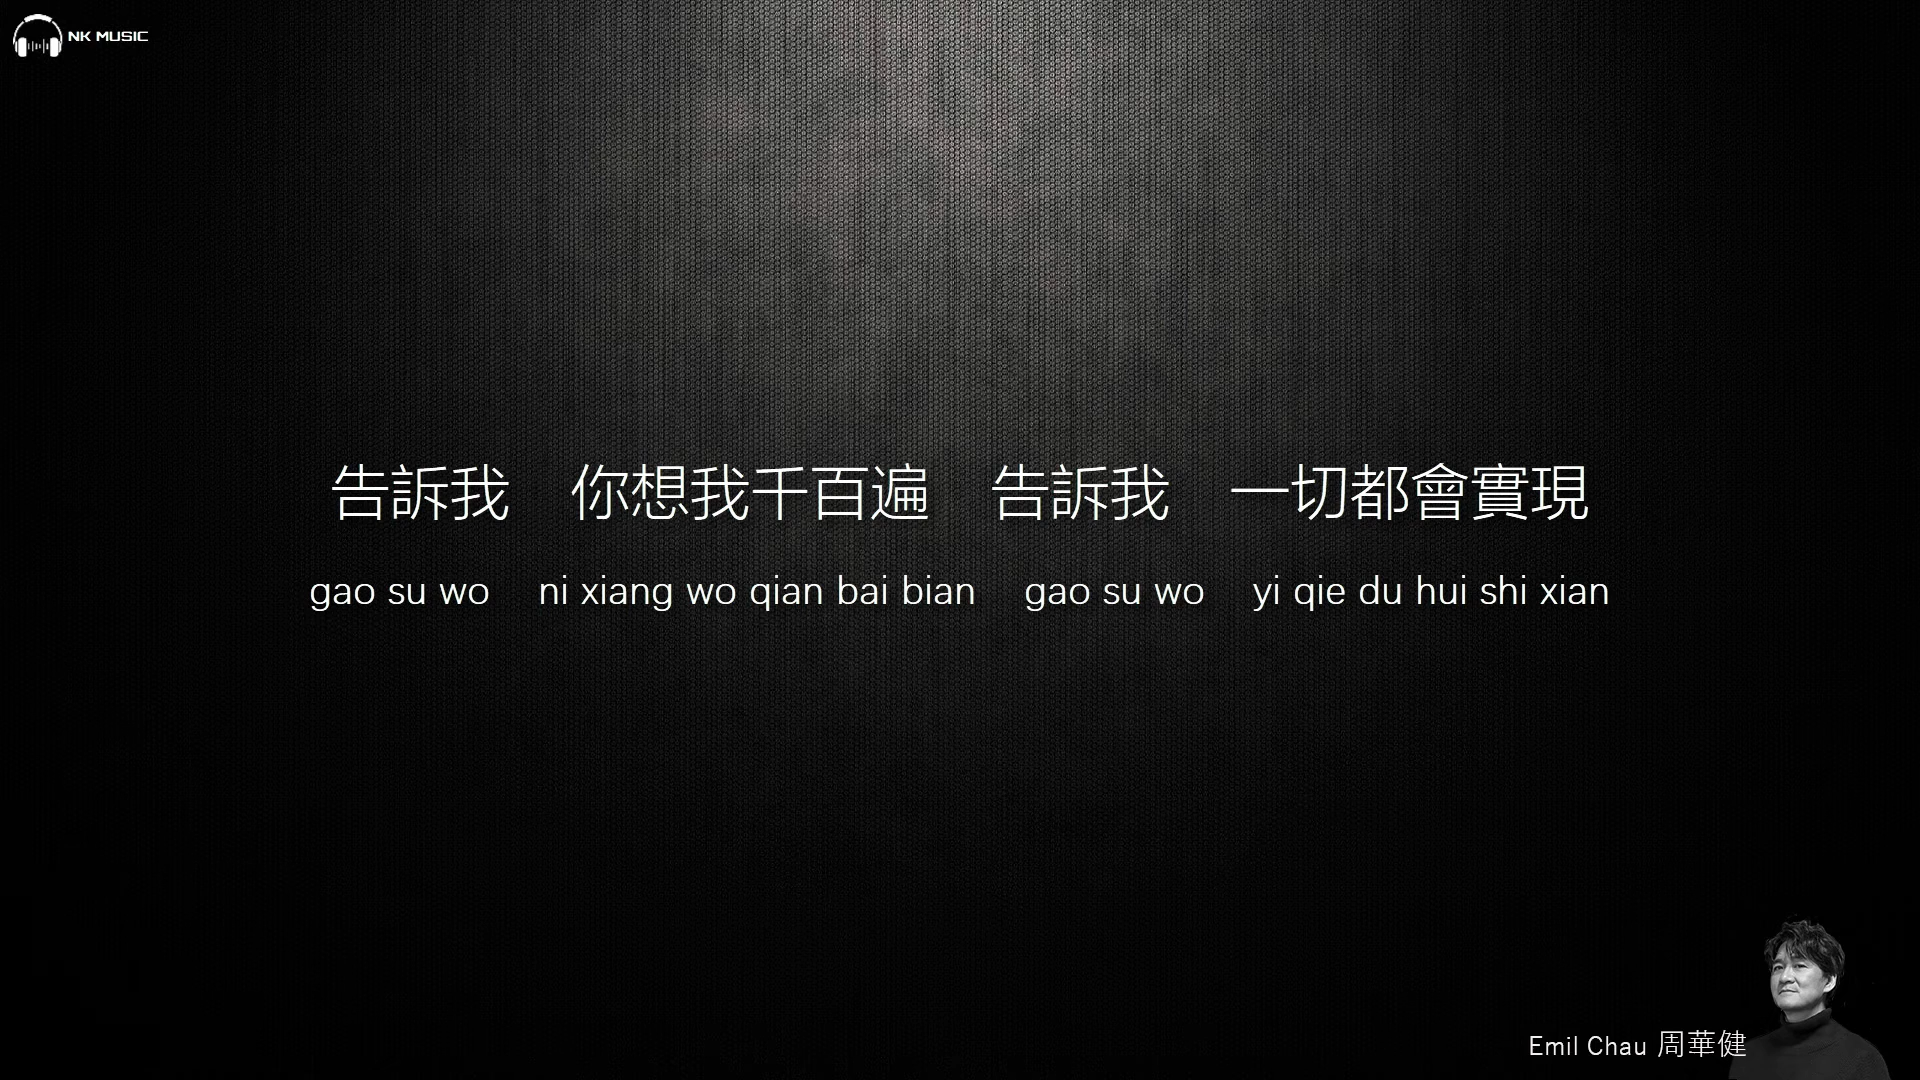 NK MUSIC
告訴我　你想我千百遍　告訴我　一切都會實現
gao su wo　ni xiang wo qian bai bian　gao su wo　yi qie du hui shi xian
Emil Chau 周華健